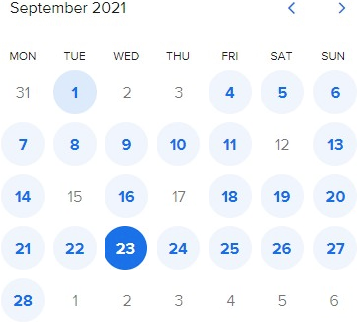 September 2021
MON TUE WED THU FRI SAT SUN
31 1 2 3 4 5 6
7 8 9 10 11 12 13
14 15 16 17 18 19 20
21 22 23 24 25 26 27
28 1 2 3 4 5 6